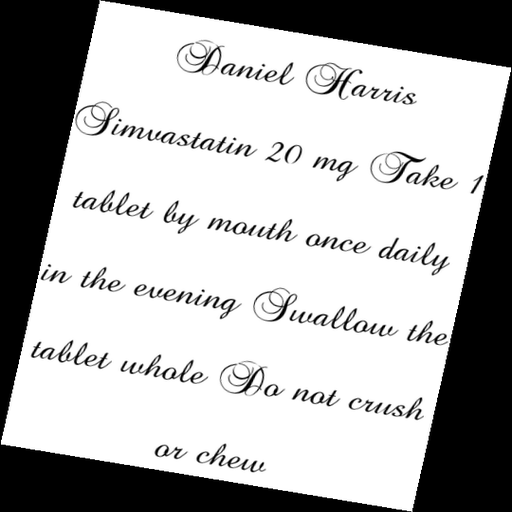 Daniel Harris
Simvastatin 20 mg Take 1
tablet by mouth once daily
in the evening Swallow the
tablet whole Do not crush
or chew